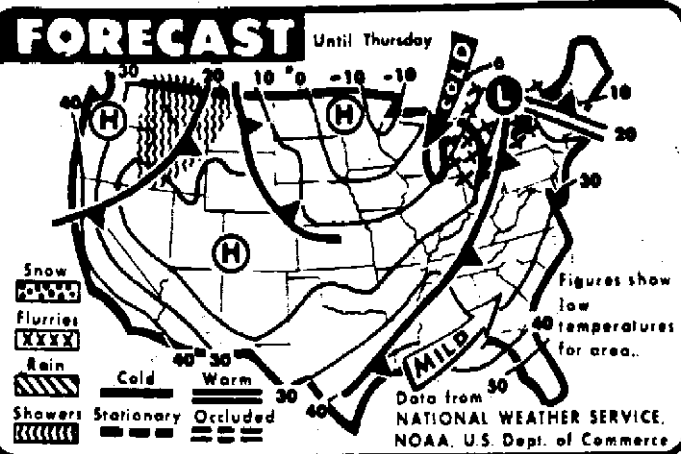 FORECAST
Until Thursday
40
30
20
10
0
-10
-10
COLD
0
L
10
20
30
H
H
H
Snow
Flurries
XXXX
Rain
Showers
Cold
Warm
Stationary
Occluded
40
30
30
40
MILD
50
40
Figures show
low
temperatures
for area.
Data from
NATIONAL WEATHER SERVICE,
NOAA, U.S. Dept. of Commerce